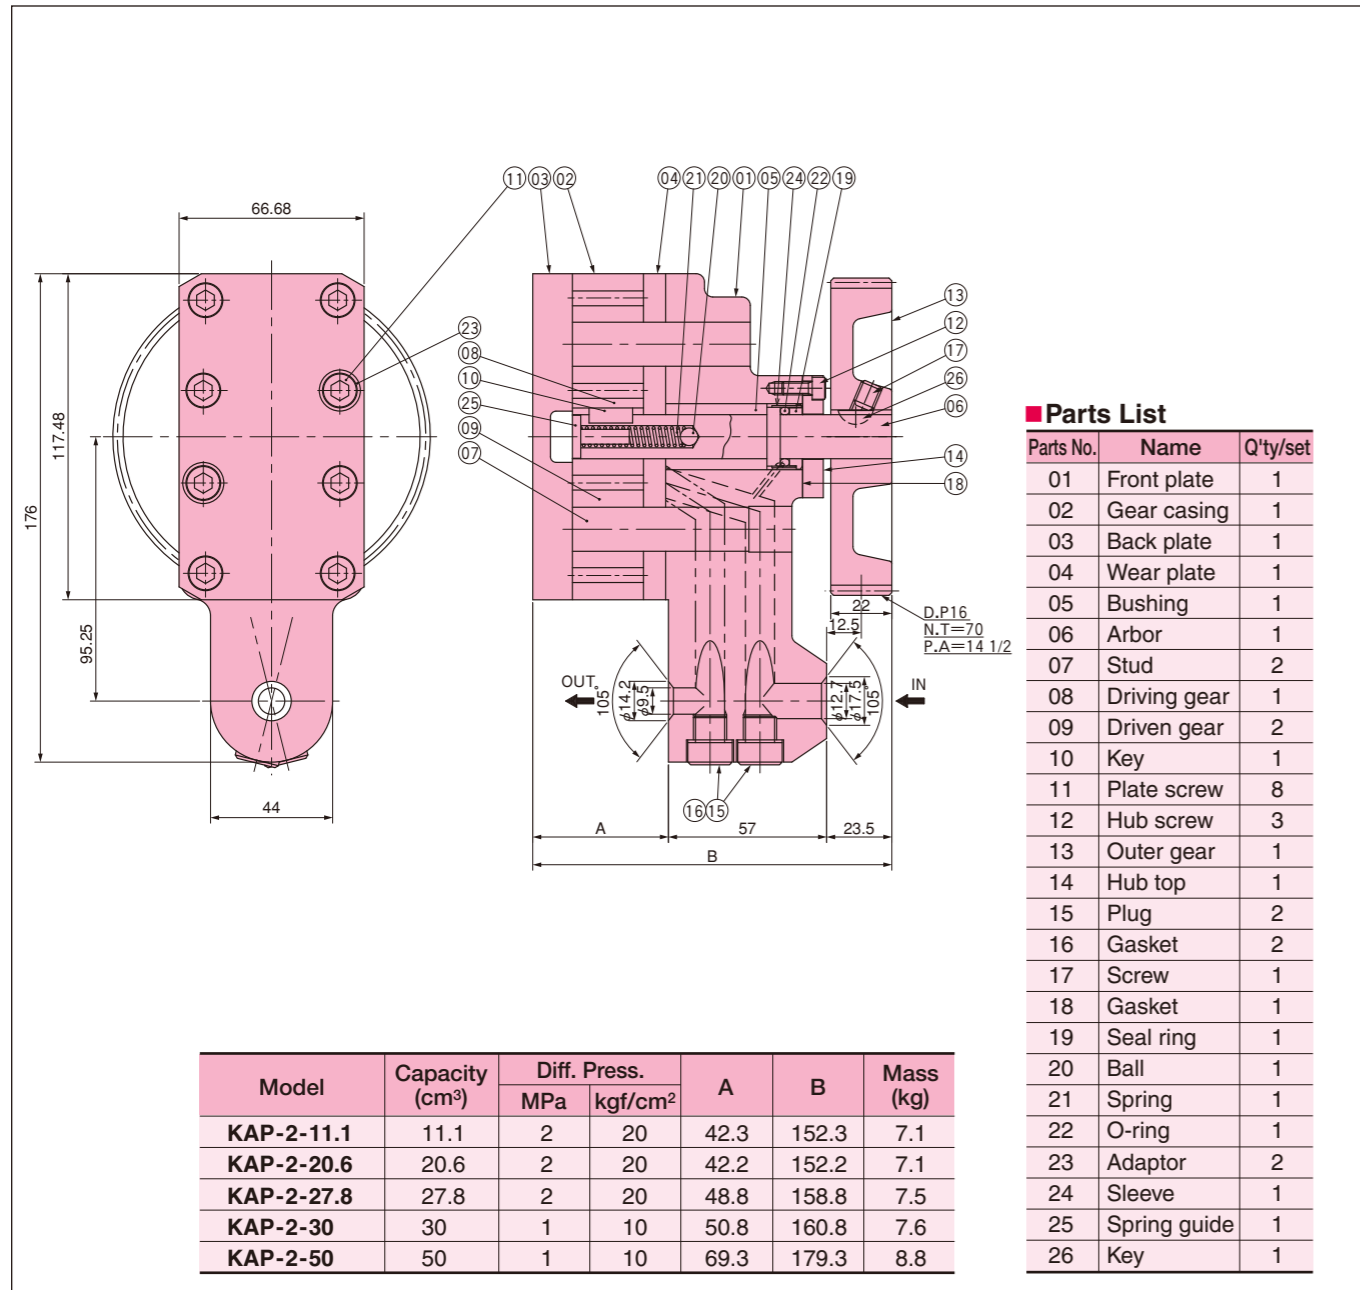 66.68
11 03 02 04 21 20 01 05 24 22 19
13
12
17
26
06
14
18
23
08
10
25
09
07
117.48
176
95.25
44
22
12.5
D.P16
N.T=70
P.A=14 1/2
OUT
105°
φ14.2
φ9.5
φ12.7
φ17.5
105°
IN
16 15
A
57
23.5
B
■Parts List
Parts No. Name Q'ty/set
01 Front plate 1
02 Gear casing 1
03 Back plate 1
04 Wear plate 1
05 Bushing 1
06 Arbor 1
07 Stud 2
08 Driving gear 1
09 Driven gear 2
10 Key 1
11 Plate screw 8
12 Hub screw 3
13 Outer gear 1
14 Hub top 1
15 Plug 2
16 Gasket 2
17 Screw 1
18 Gasket 1
19 Seal ring 1
20 Ball 1
21 Spring 1
22 O-ring 1
23 Adaptor 2
24 Sleeve 1
25 Spring guide 1
26 Key 1
Model Capacity (cm³) Diff. Press. A B Mass (kg)
MPa kgf/cm²
KAP-2-11.1 11.1 2 20 42.3 152.3 7.1
KAP-2-20.6 20.6 2 20 42.2 152.2 7.1
KAP-2-27.8 27.8 2 20 48.8 158.8 7.5
KAP-2-30 30 1 10 50.8 160.8 7.6
KAP-2-50 50 1 10 69.3 179.3 8.8